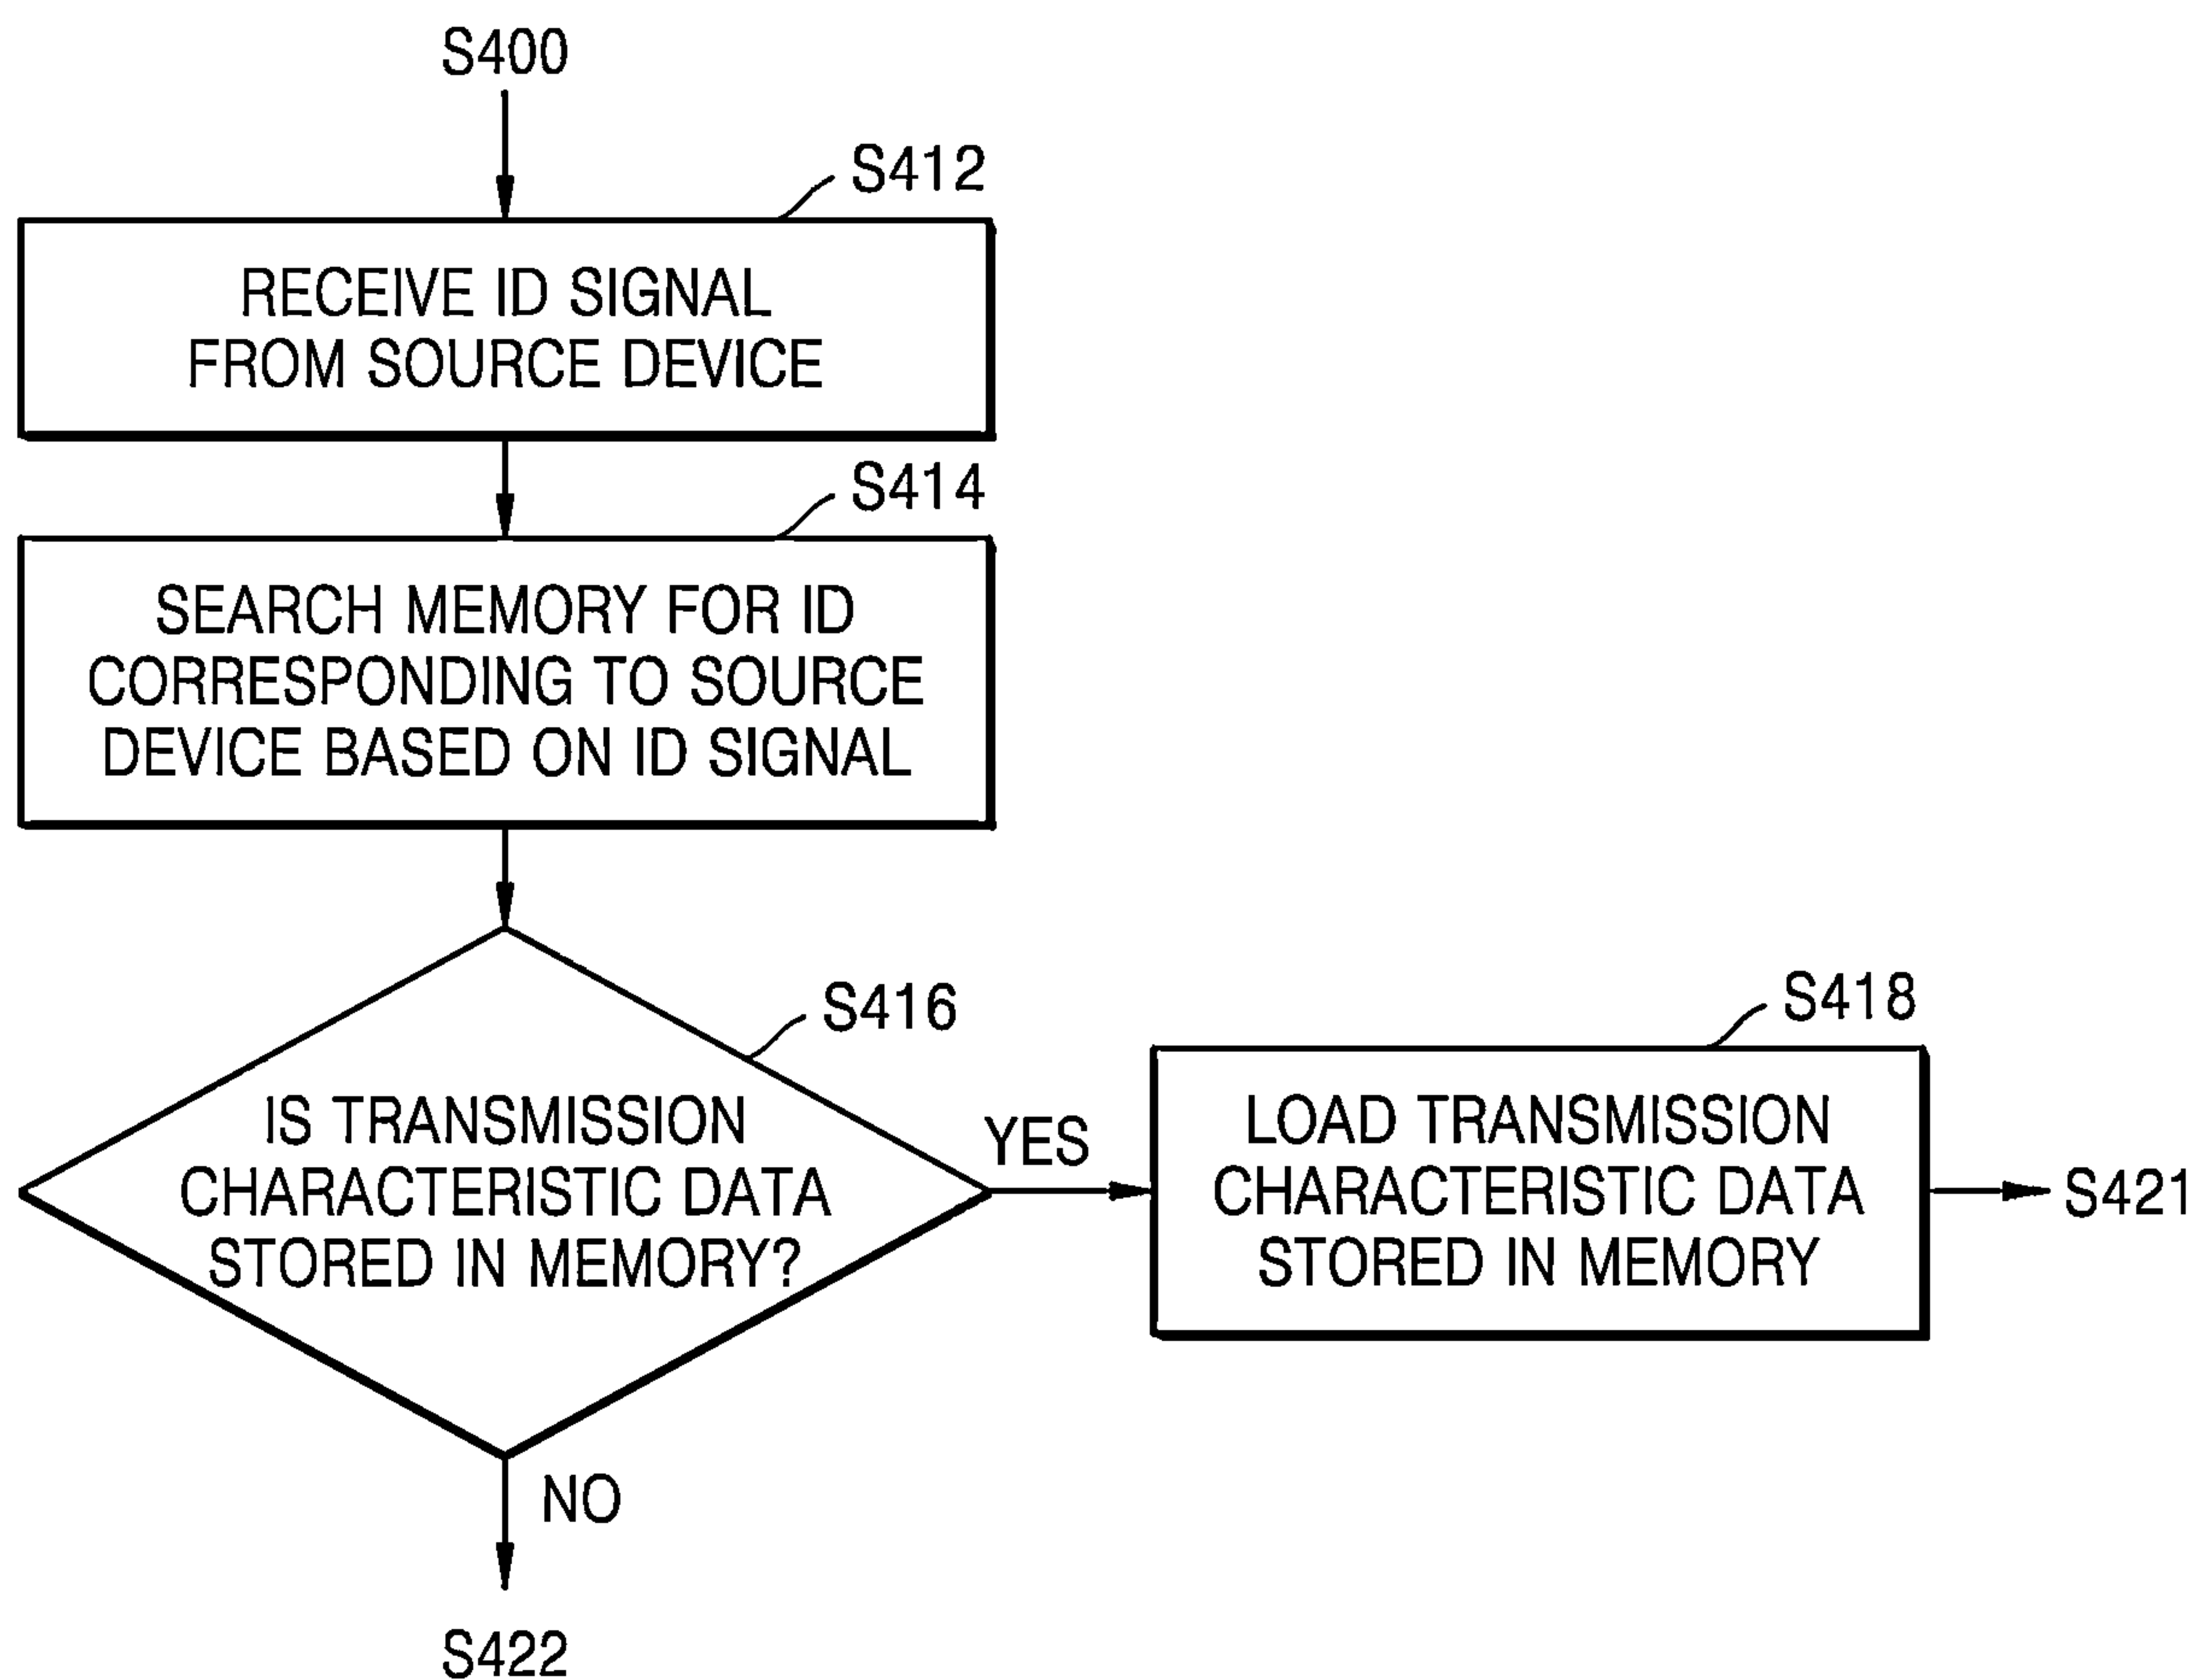 S400
S412
RECEIVE ID SIGNAL
FROM SOURCE DEVICE
S414
SEARCH MEMORY FOR ID
CORRESPONDING TO SOURCE
DEVICE BASED ON ID SIGNAL
S416
IS TRANSMISSION
CHARACTERISTIC DATA
STORED IN MEMORY?
YES
S418
LOAD TRANSMISSION
CHARACTERISTIC DATA
STORED IN MEMORY
S421
NO
S422